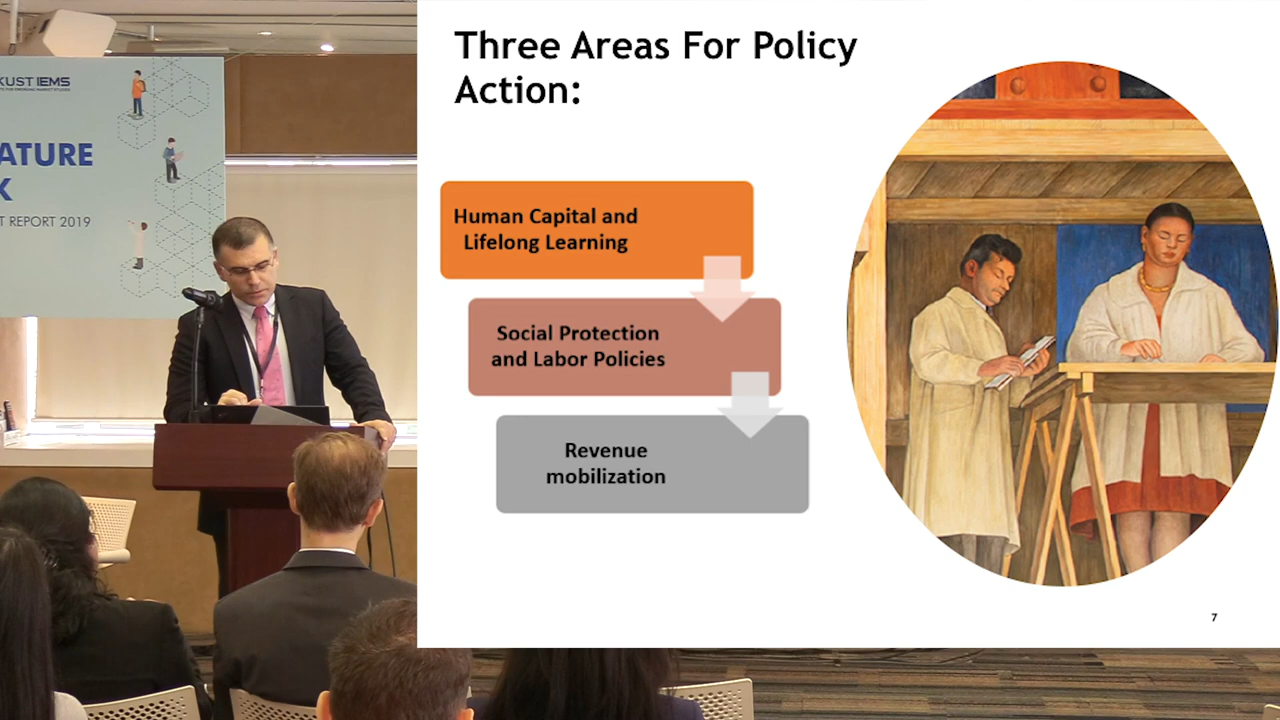 KUST IEMS
ATURE
K
T REPORT 2019
Three Areas For Policy
Action:
Human Capital and
Lifelong Learning
Social Protection
and Labor Policies
Revenue
mobilization
7